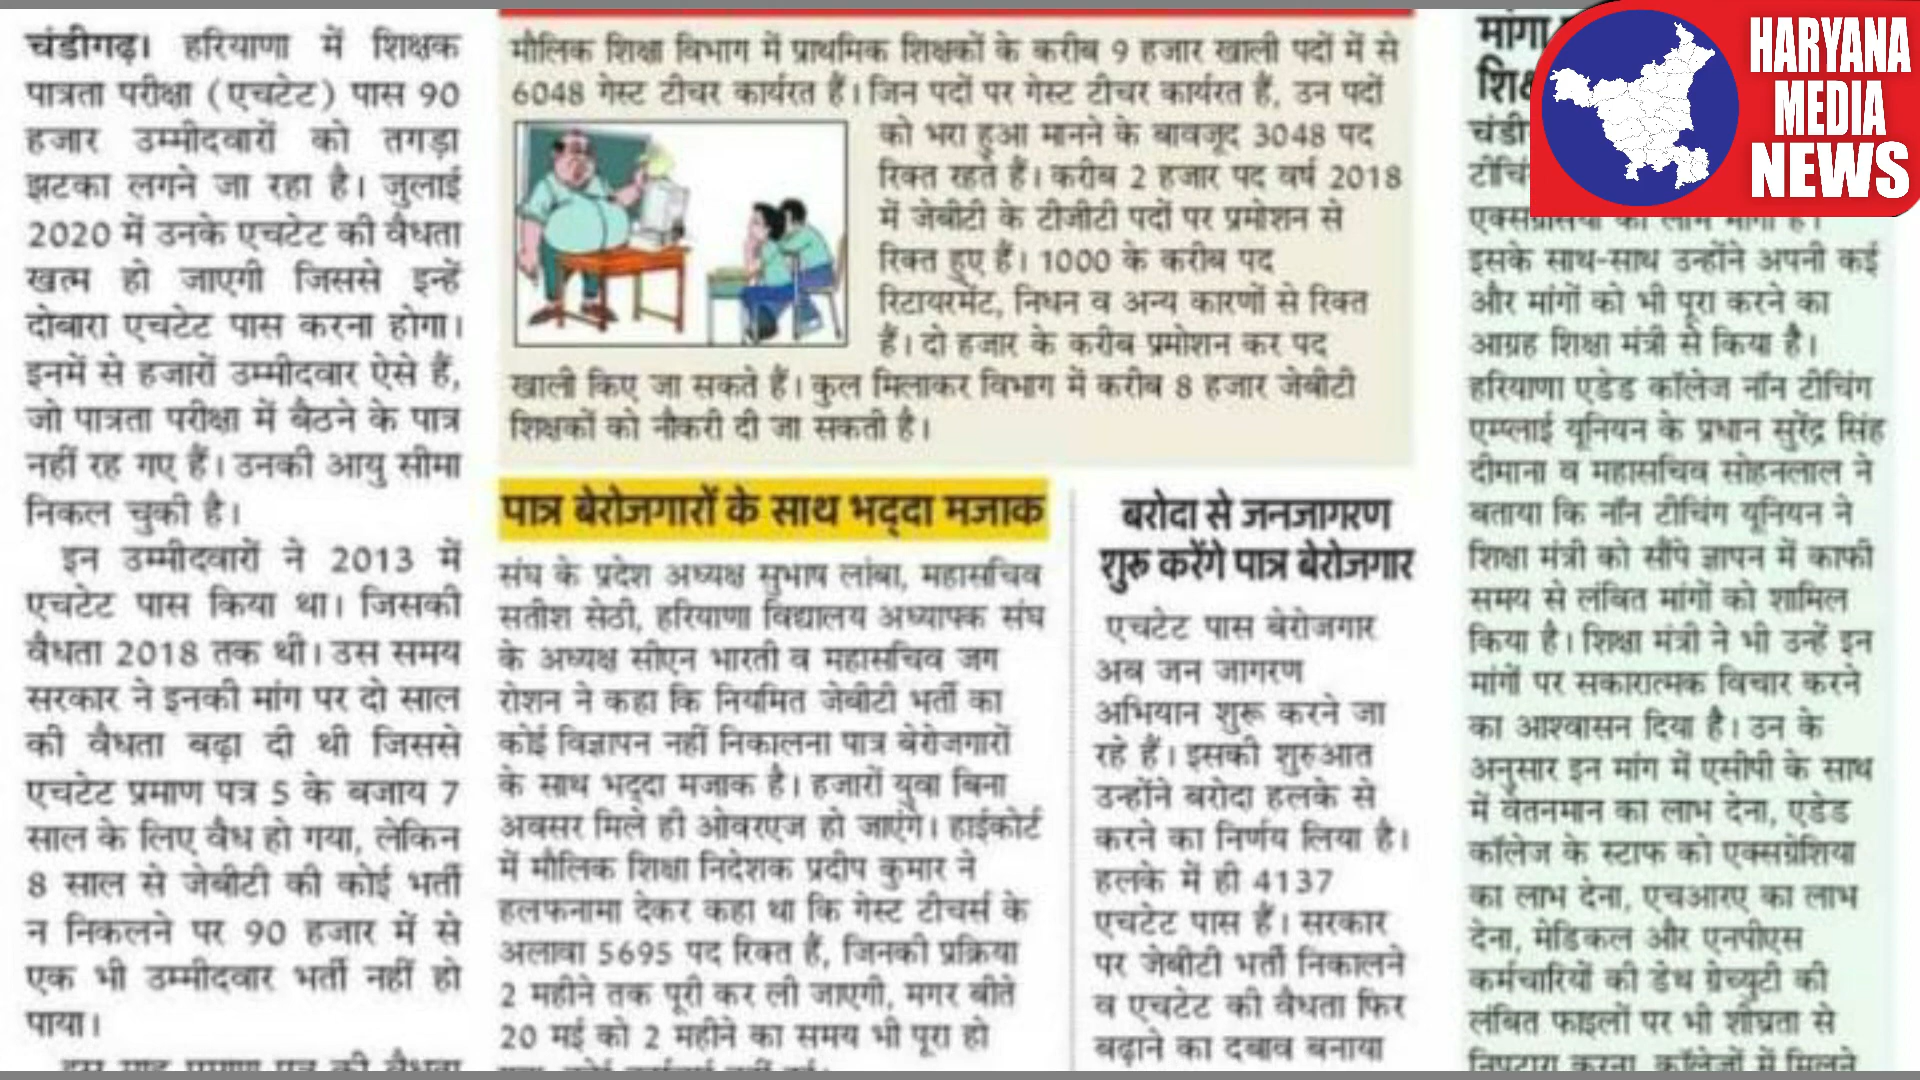 चंडीगढ़। हरियाणा में शिक्षक
पात्रता परीक्षा (एचटेट) पास 90
हजार उम्मीदवारों को तगड़ा
झटका लगने जा रहा है। जुलाई
2020 में उनके एचटेट की वैधता
खत्म हो जाएगी जिससे इन्हें
दोबारा एचटेट पास करना होगा।
इनमें से हजारों उम्मीदवार ऐसे हैं,
जो पात्रता परीक्षा में बैठने के पात्र
नहीं रह गए हैं। उनकी आयु सीमा
निकल चुकी है।
इन उम्मीदवारों ने 2013 में
एचटेट पास किया था। जिसकी
वैधता 2018 तक थी। उस समय
सरकार ने इनकी मांग पर दो साल
की वैधता बढ़ा दी थी जिससे
एचटेट प्रमाण पत्र 5 के बजाय 7
साल के लिए वैध हो गया, लेकिन
8 साल से जेबीटी की कोई भर्ती
न निकलने पर 90 हजार में से
एक भी उम्मीदवार भर्ती नहीं हो
पाया।
मौलिक शिक्षा विभाग में प्राथमिक शिक्षकों के करीब 9 हजार खाली पदों में से
6048 गेस्ट टीचर कार्यरत हैं। जिन पदों पर गेस्ट टीचर कार्यरत हैं, उन पदों
को भरा हुआ मानने के बावजूद 3048 पद
रिक्त रहते हैं। करीब 2 हजार पद वर्ष 2018
में जेबीटी के टीजीटी पदों पर प्रमोशन से
रिक्त हुए हैं। 1000 के करीब पद
रिटायरमेंट, निधन व अन्य कारणों से रिक्त
हैं। दो हजार के करीब प्रमोशन कर पद
खाली किए जा सकते हैं। कुल मिलाकर विभाग में करीब 8 हजार जेबीटी
शिक्षकों को नौकरी दी जा सकती है।
पात्र बेरोजगारों के साथ भद्दा मजाक
संघ के प्रदेश अध्यक्ष सुभाष लांबा, महासचिव
सतीश सेठी, हरियाणा विद्यालय अध्यापक संघ
के अध्यक्ष सीएन भारती व महासचिव जग
रोशन ने कहा कि नियमित जेबीटी भर्ती का
कोई विज्ञापन नहीं निकालना पात्र बेरोजगारों
के साथ भद्दा मजाक है। हजारों युवा बिना
अवसर मिले ही ओवरएज हो जाएंगे। हाईकोर्ट
में मौलिक शिक्षा निदेशक प्रदीप कुमार ने
हलफनामा देकर कहा था कि गेस्ट टीचर्स के
अलावा 5695 पद रिक्त हैं, जिनकी प्रक्रिया
2 महीने तक पूरी कर ली जाएगी, मगर बीते
20 मई को 2 महीने का समय भी पूरा हो
बरोदा से जनजागरण
शुरू करेंगे पात्र बेरोजगार
एचटेट पास बेरोजगार
अब जन जागरण
अभियान शुरू करने जा
रहे हैं। इसकी शुरुआत
उन्होंने बरोदा हलके से
करने का निर्णय लिया है।
हलके में ही 4137
एचटेट पास हैं। सरकार
पर जेबीटी भर्ती निकालने
व एचटेट की वैधता फिर
बढ़ाने का दबाव बनाया
इसके साथ-साथ उन्होंने अपनी कई
और मांगों को भी पूरा करने का
आग्रह शिक्षा मंत्री से किया है।
हरियाणा एडेड कॉलेज नॉन टीचिंग
एम्प्लाई यूनियन के प्रधान सुरेंद्र सिंह
दीमाना व महासचिव सोहनलाल ने
बताया कि नॉन टीचिंग यूनियन ने
शिक्षा मंत्री को सौंपे ज्ञापन में काफी
समय से लंबित मांगों को शामिल
किया है। शिक्षा मंत्री ने भी उन्हें इन
मांगों पर सकारात्मक विचार करने
का आश्वासन दिया है। उन के
अनुसार इन मांग में एसीपी के साथ
में वेतनमान का लाभ देना, एडेड
कॉलेज के स्टाफ को एक्सग्रेशिया
का लाभ देना, एचआरए का लाभ
देना, मेडिकल और एनपीएस
कर्मचारियों की डेथ ग्रेच्युटी की
लंबित फाइलों पर भी शीघ्रता से
निपटारा करना, कॉलेजों में मिलने
HARYANA
MEDIA
NEWS